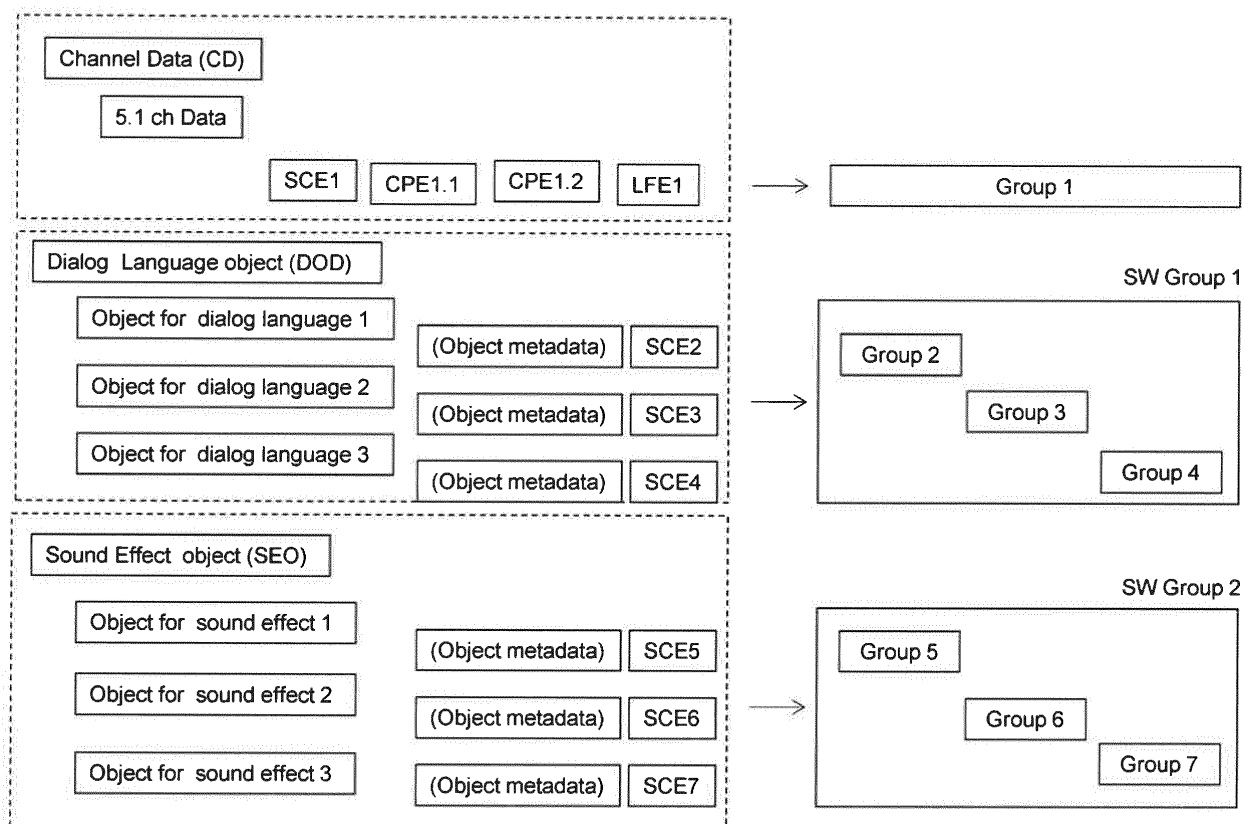 Channel Data (CD)
5.1 ch Data
SCE1 CPE1.1 CPE1.2 LFE1
Group 1
Dialog Language object (DOD)
Object for dialog language 1
(Object metadata) SCE2
Object for dialog language 2
(Object metadata) SCE3
Object for dialog language 3
(Object metadata) SCE4
SW Group 1
Group 2
Group 3
Group 4
Sound Effect object (SEO)
Object for sound effect 1
(Object metadata) SCE5
Object for sound effect 2
(Object metadata) SCE6
Object for sound effect 3
(Object metadata) SCE7
SW Group 2
Group 5
Group 6
Group 7